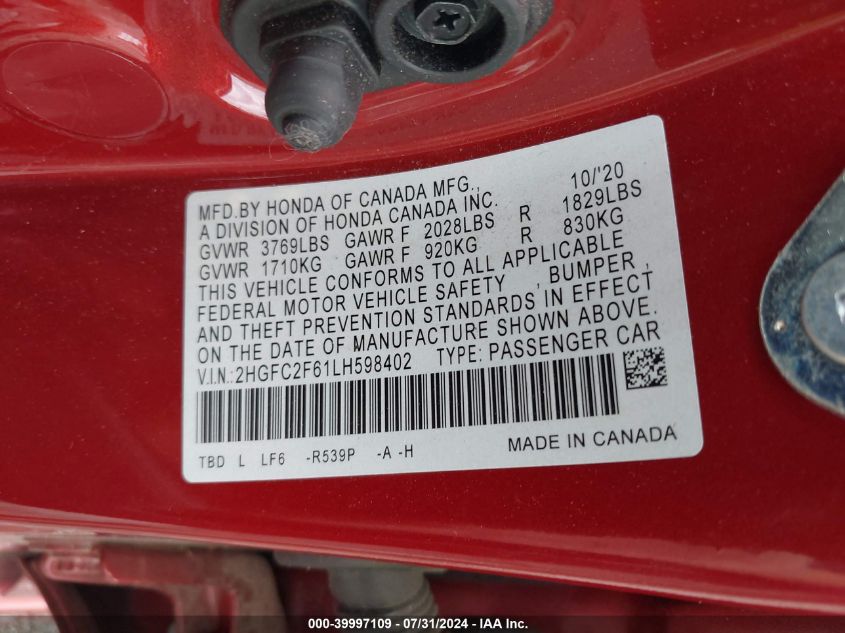 MFD.BY HONDA OF CANADA MFG., 10/'20
A DIVISION OF HONDA CANADA INC.
GVWR 3769LBS GAWR F 2028LBS R 1829LBS
GVWR 1710KG GAWR F 920KG R 830KG
THIS VEHICLE CONFORMS TO ALL APPLICABLE
FEDERAL MOTOR VEHICLE SAFETY , BUMPER ,
AND THEFT PREVENTION STANDARDS IN EFFECT
ON THE DATE OF MANUFACTURE SHOWN ABOVE.
V.I.N.:2HGFC2F61LH598402 TYPE: PASSENGER CAR
TBD L LF6 -R539P -A -H MADE IN CANADA
000-39997109 - 07/31/2024 - IAA Inc.